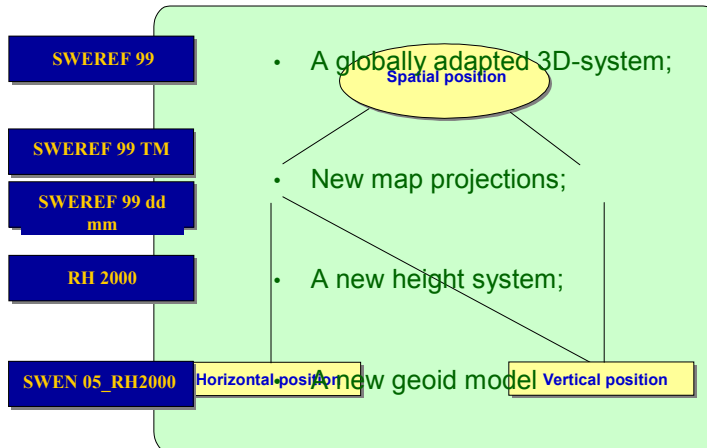 SWEREF 99
• A globally adapted 3D-system;
Spatial position
SWEREF 99 TM
• New map projections;
SWEREF 99 dd
mm
RH 2000
• A new height system;
SWEN 05_RH2000
Horizontal position
• A new geoid model
Vertical position